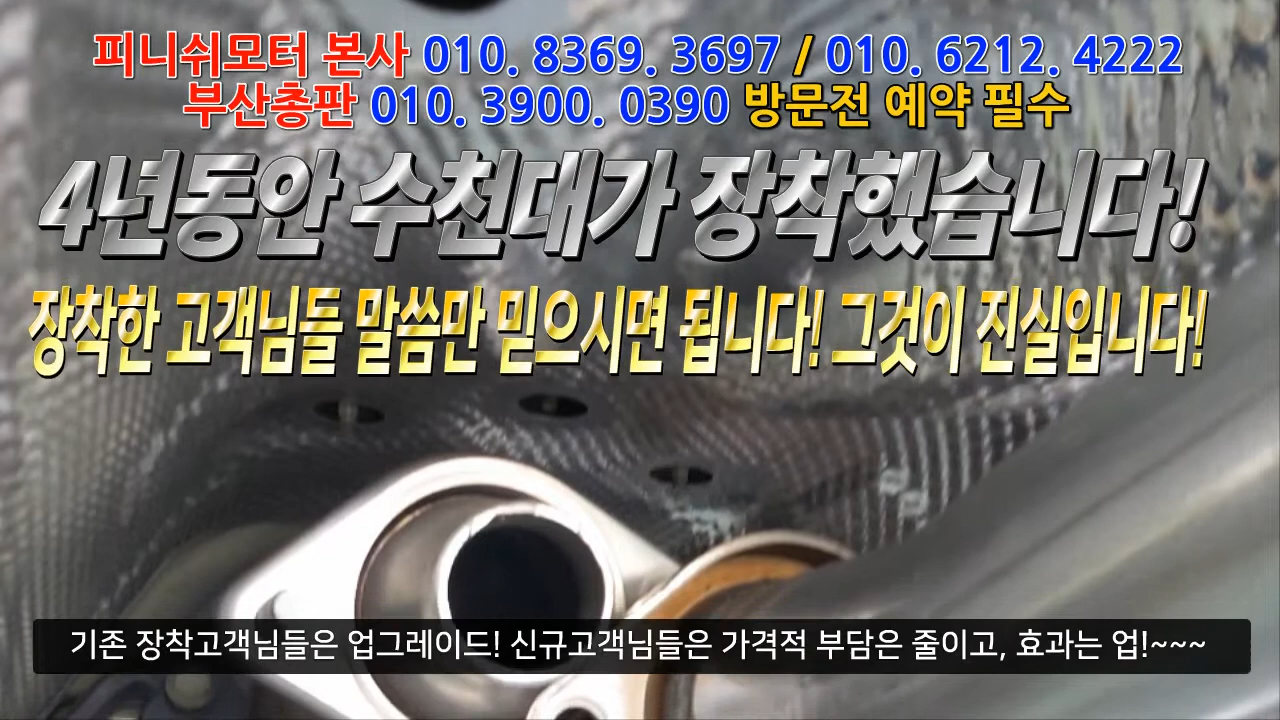 피니쉬모터 본사 010. 8369. 3697 / 010. 6212. 4222
부산총판 010. 3900. 0390 방문전 예약 필수
4년동안 수천대가 장착했습니다!
장착한 고객님들 말씀만 믿으시면 됩니다! 그것이 진실입니다!
기존 장착고객님들은 업그레이드! 신규고객님들은 가격적 부담은 줄이고, 효과는 업!~~~